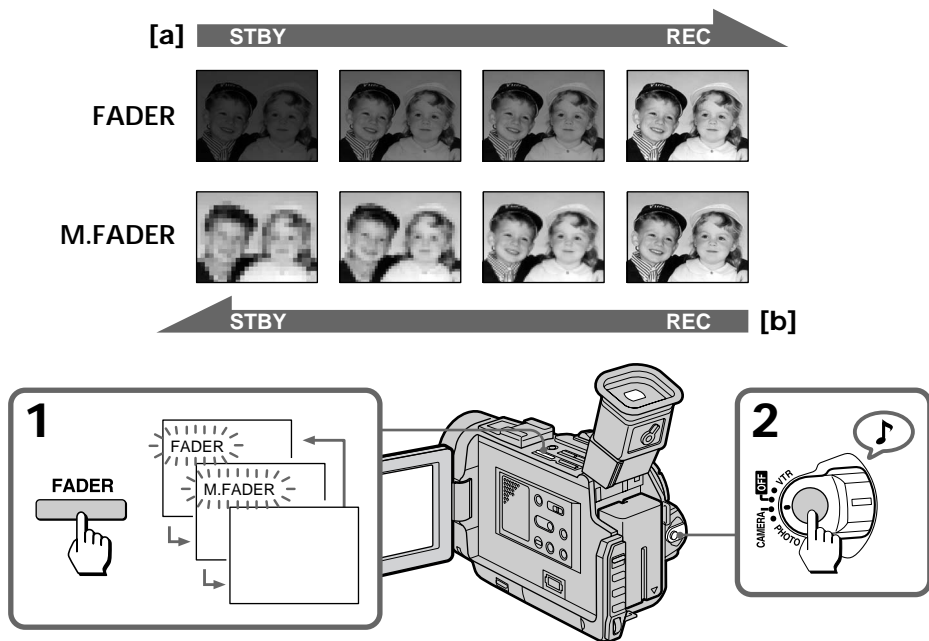 [a] STBY REC
FADER
M.FADER
STBY REC [b]
1
FADER
FADER
M.FADER
2
VTR
OFF
CAMERA
PHOTO